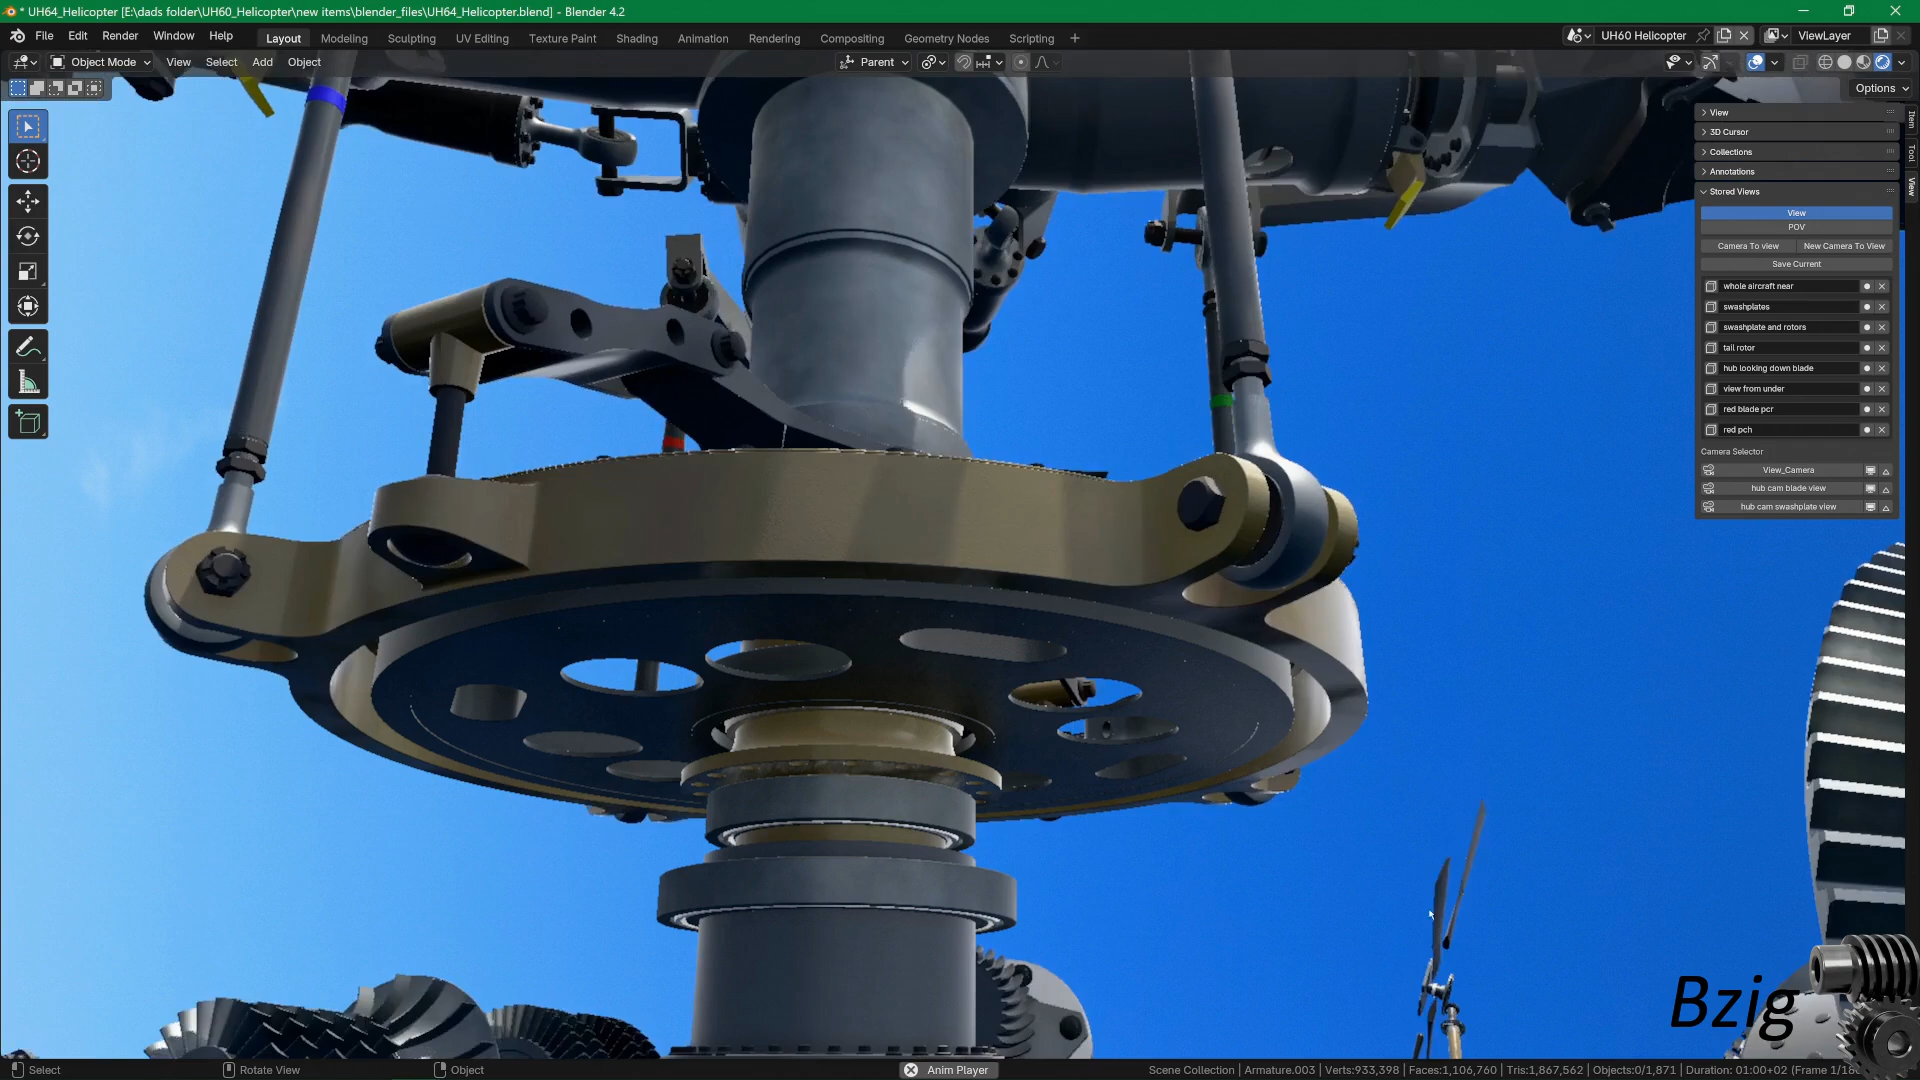 * UH64_Helicopter [E:\dads folder\UH60_Helicopter\new items\blender_files\UH64_Helicopter.blend] - Blender 4.2
File Edit Render Window Help Layout Modeling Sculpting UV Editing Texture Paint Shading Animation Rendering Compositing Geometry Nodes Scripting + UH60 Helicopter ViewLayer
Object Mode View Select Add Object Parent
Options
View
3D Cursor
Collections
Annotations
Stored Views
View
POV
Camera To view New Camera To View
Save Current
whole aircraft near
swashplates
swashplate and rotors
tail rotor
hub looking down blade
view from under
red blade pcr
red pch
Camera Selector
View_Camera
hub cam blade view
hub cam swashplate view
Item
Tool
View
Bzig
Select Rotate View Object Anim Player Scene Collection | Armature.003 | Verts:933,398 | Faces:1,106,760 | Tris:1,867,562 | Objects:0/1,871 | Duration: 01:00+02 (Frame 1/18